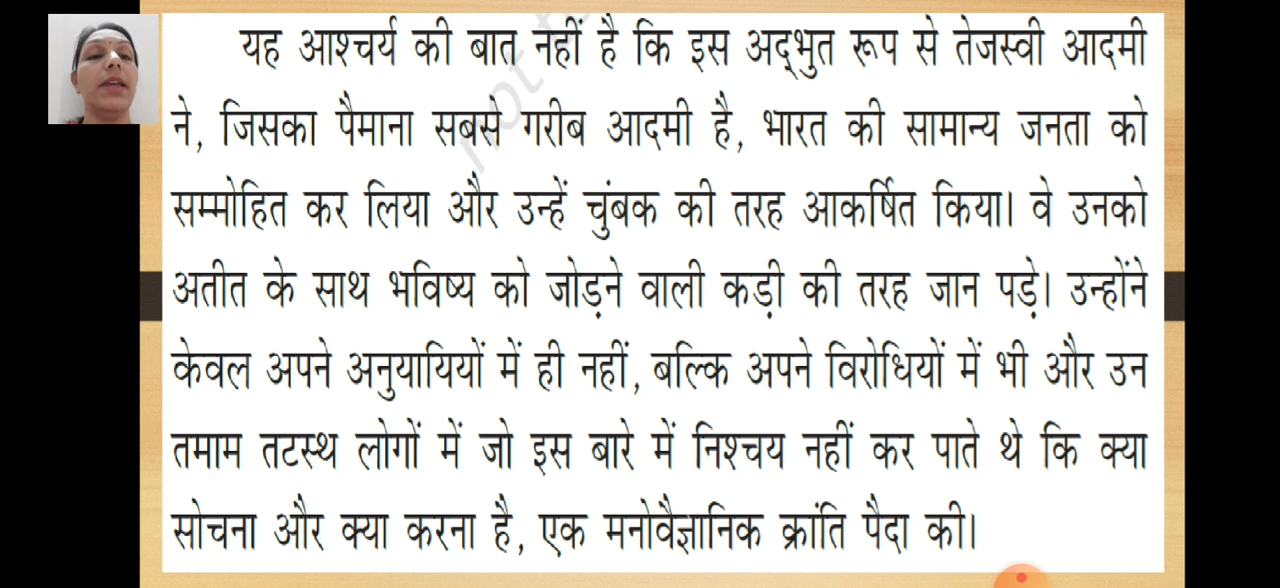 यह आश्चर्य की बात नहीं है कि इस अद्भुत रूप से तेजस्वी आदमी
ने, जिसका पैमाना सबसे गरीब आदमी है, भारत की सामान्य जनता को
सम्मोहित कर लिया और उन्हें चुंबक की तरह आकर्षित किया। वे उनको
अतीत के साथ भविष्य को जोड़ने वाली कड़ी की तरह जान पड़े। उन्होंने
केवल अपने अनुयायियों में ही नहीं, बल्कि अपने विरोधियों में भी और उन
तमाम तटस्थ लोगों में जो इस बारे में निश्चय नहीं कर पाते थे कि क्या
सोचना और क्या करना है, एक मनोवैज्ञानिक क्रांति पैदा की।
not